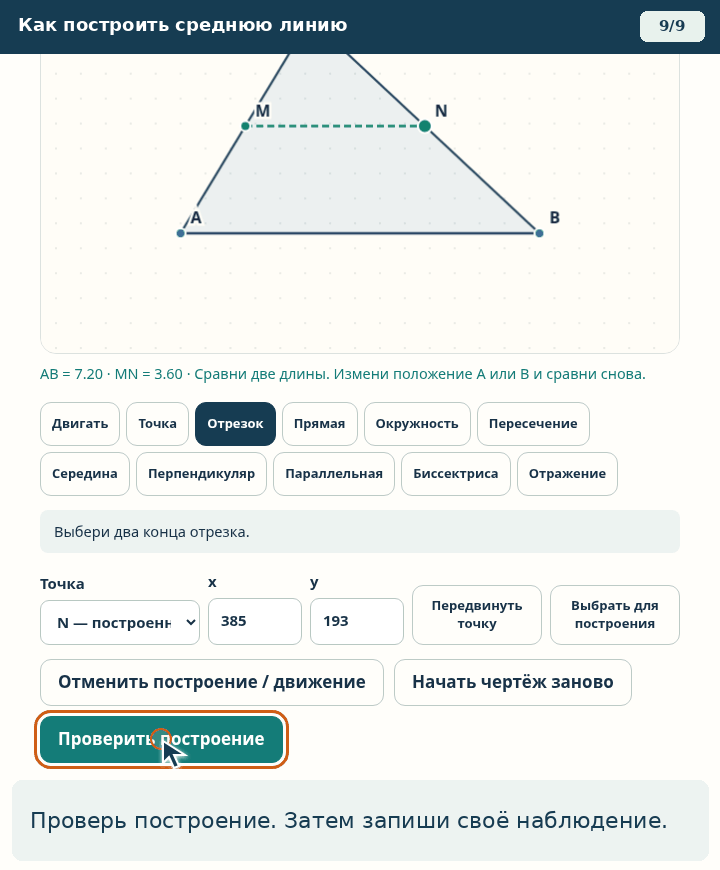 Как построить среднюю линию
9/9
M
N
A
B
AB = 7.20 · MN = 3.60 · Сравни две длины. Измени положение A или B и сравни снова.
Двигать Точка Отрезок Прямая Окружность Пересечение
Середина Перпендикуляр Параллельная Биссектриса Отражение
Выбери два конца отрезка.
Точка x y
N — построен 385 193 Передвинуть точку Выбрать для построения
Отменить построение / движение Начать чертёж заново
Проверить построение
Проверь построение. Затем запиши своё наблюдение.